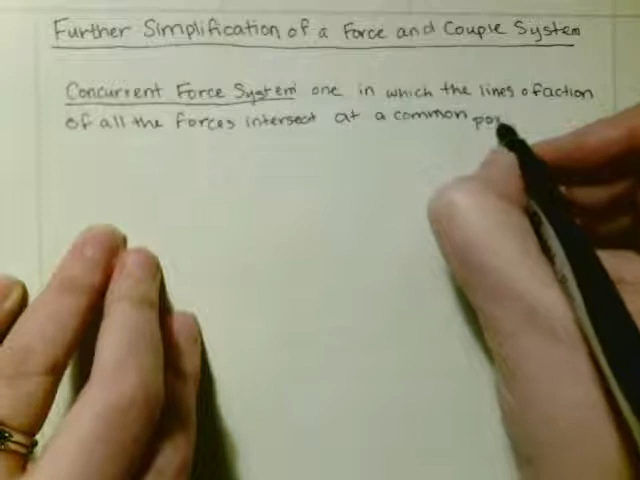 Further Simplification of a Force and Couple System
Concurrent Force System one in which the lines of action
of all the forces intersect at a common po